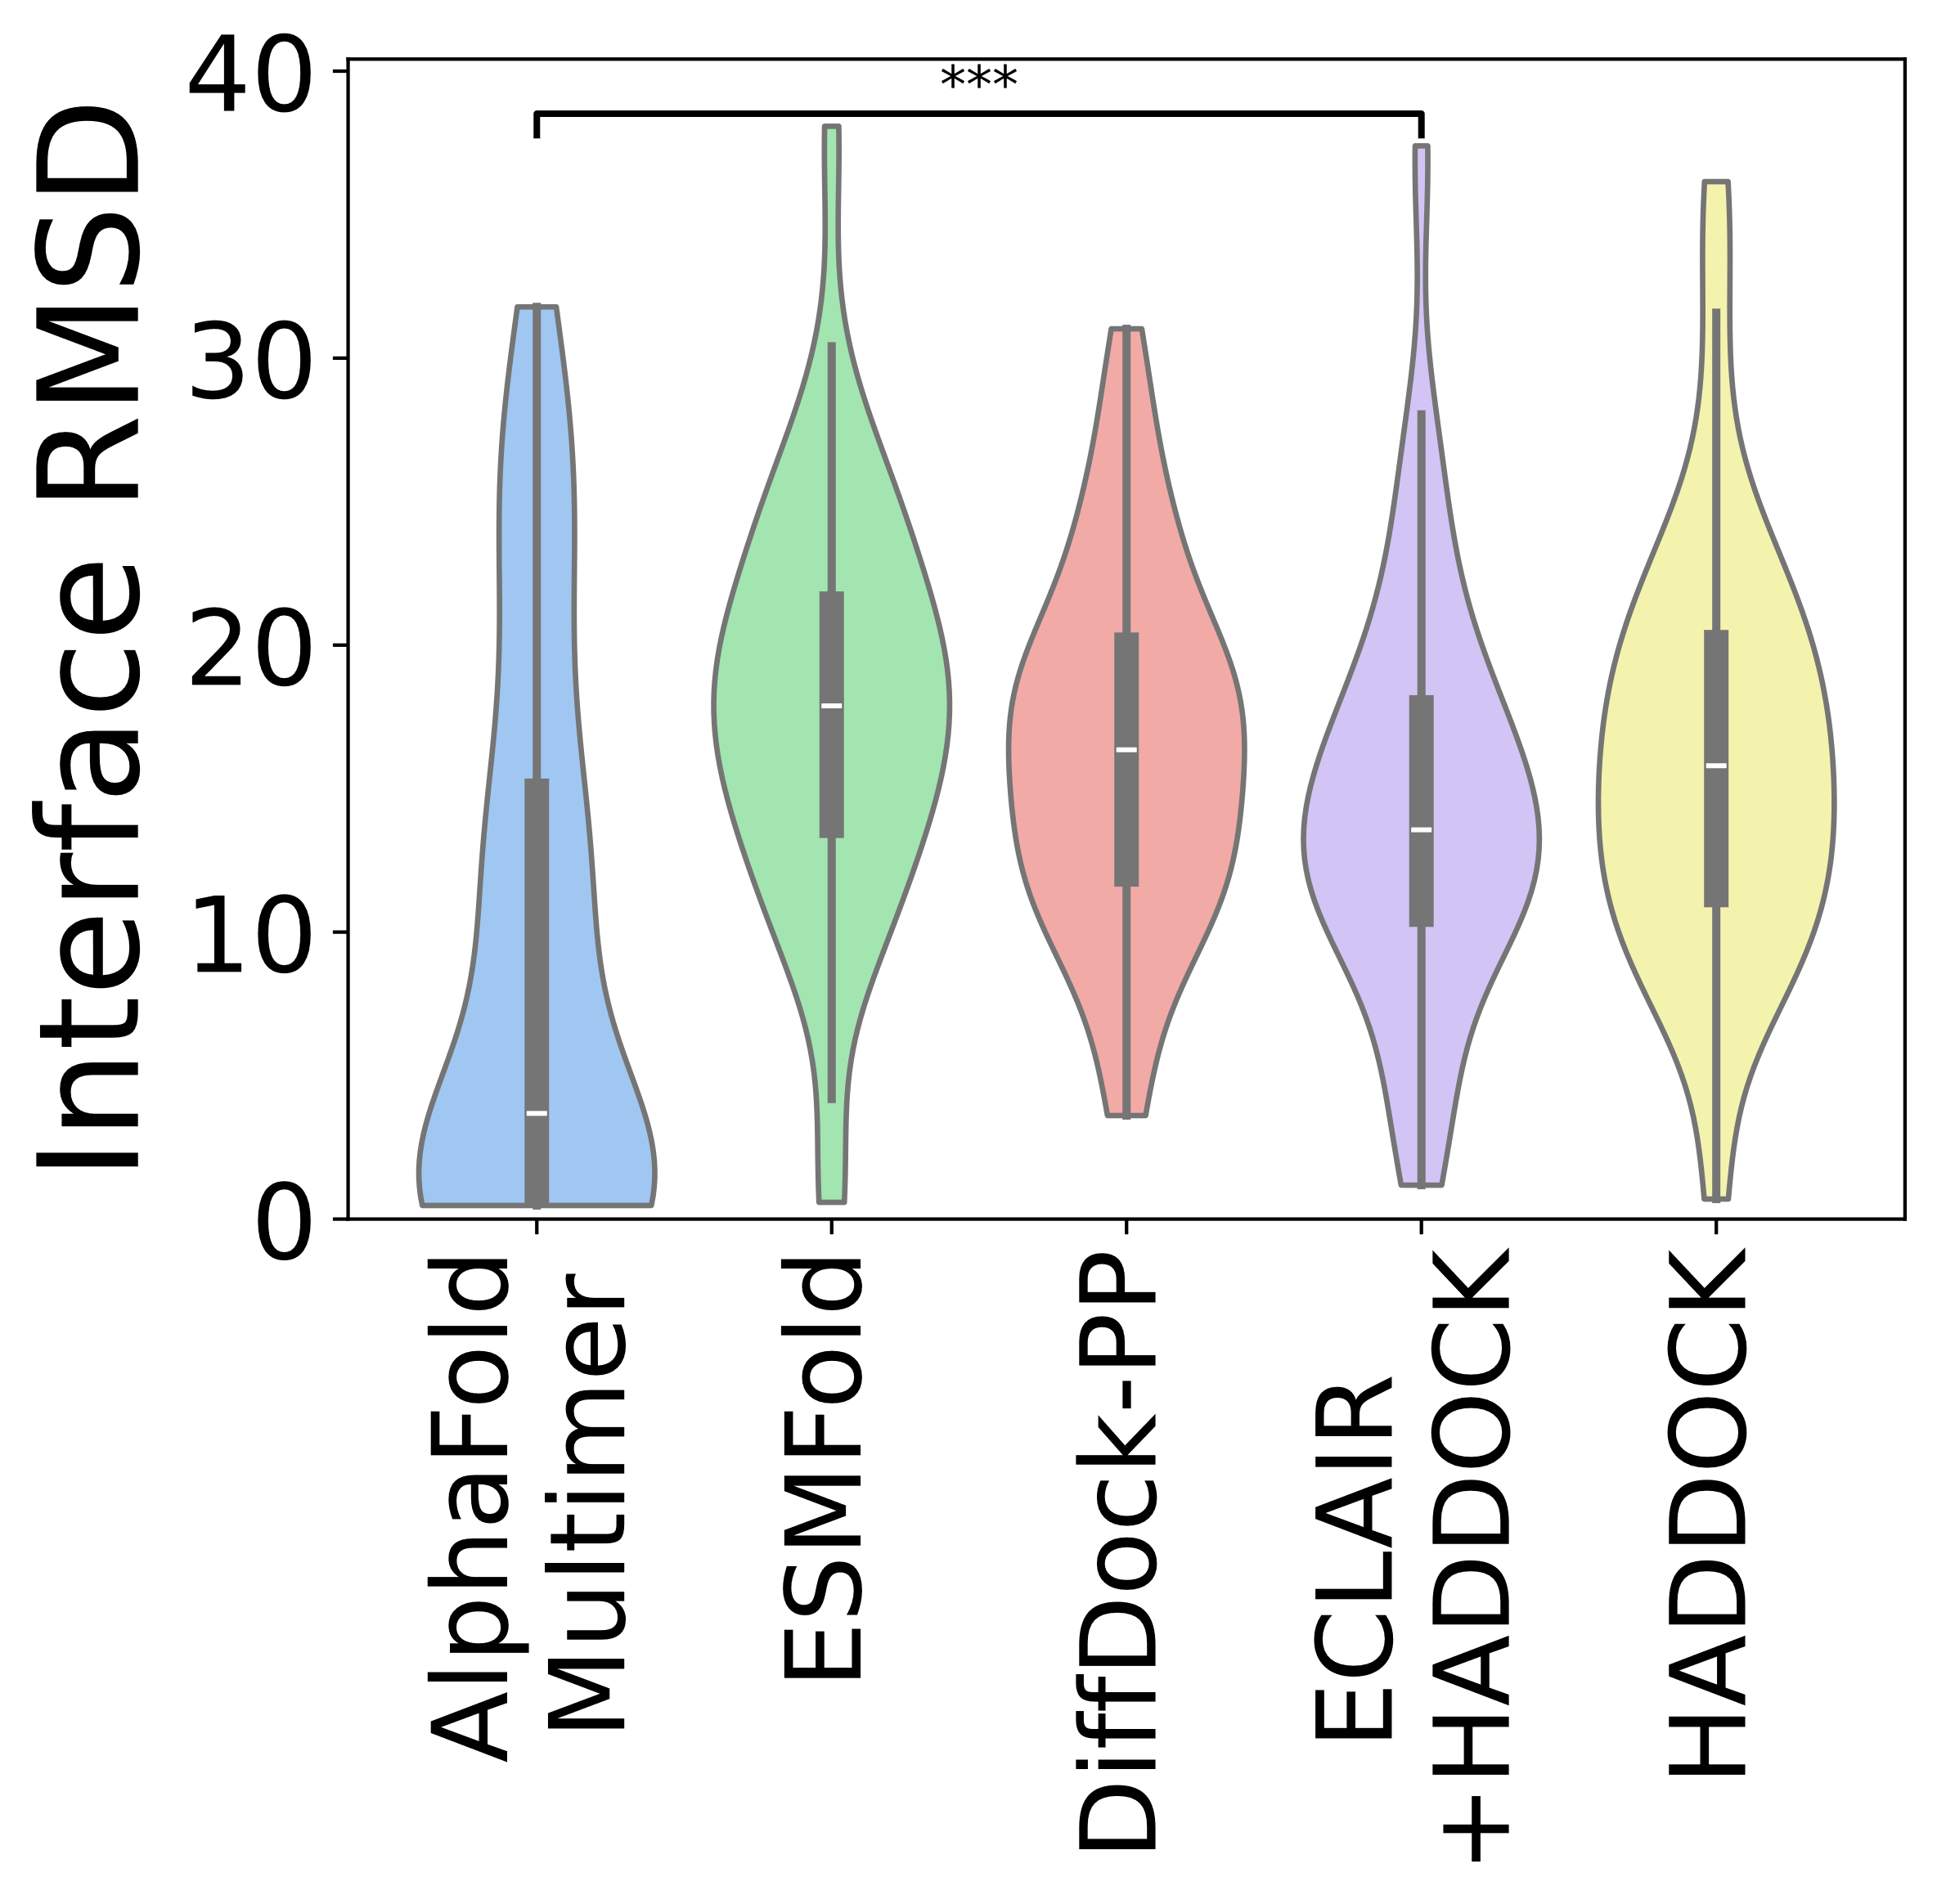 Interface RMSD
40
30
20
10
0
***
AlphaFold
Multimer
ESMFold
DiffDock-PP
ECLAIR
+HADDOCK
HADDOCK